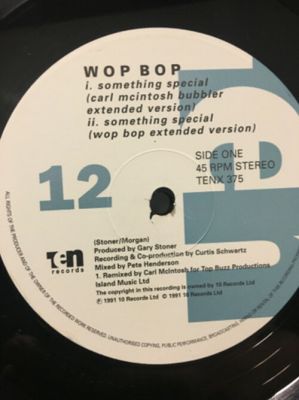 WOP BOP
i. something special
(carl mcintosh bubbler
extended version)
ii. something special
(wop bop extended version)
SIDE ONE
45 RPM STEREO
TENX 375
12
ten
records
(Stoner/Morgan)
Produced by Gary Stoner
Recording & Co-production by Curtis Schwartz
Mixed by Pete Henderson
1. Remixed by Carl McIntosh for Top Buzz Productions
Island Music Ltd
The copyright in this recording is owned by 10 Records Ltd
℗ 1991 10 Records Ltd © 1991 10 Records Ltd
ALL RIGHTS OF THE PRODUCER AND OF THE OWNER OF THE RECORDED WORK RESERVED. UNAUTHORISED COPYING, PUBLIC PERFORMANCE, BROADCASTING,